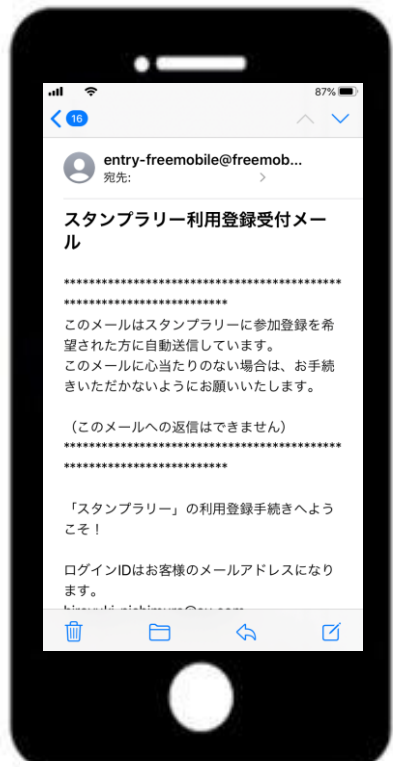 87%
16
entry-freemobile@freemob...
宛先:
スタンプラリー利用登録受付メー
ル
********************************************
**************************
このメールはスタンプラリーに参加登録を希
望された方に自動送信しています。
このメールに心当たりのない場合は、お手続
きいただかないようにお願いいたします。
（このメールへの返信はできません）
********************************************
**************************
「スタンプラリー」の利用登録手続きへよう
こそ！
ログインIDはお客様のメールアドレスになり
ます。